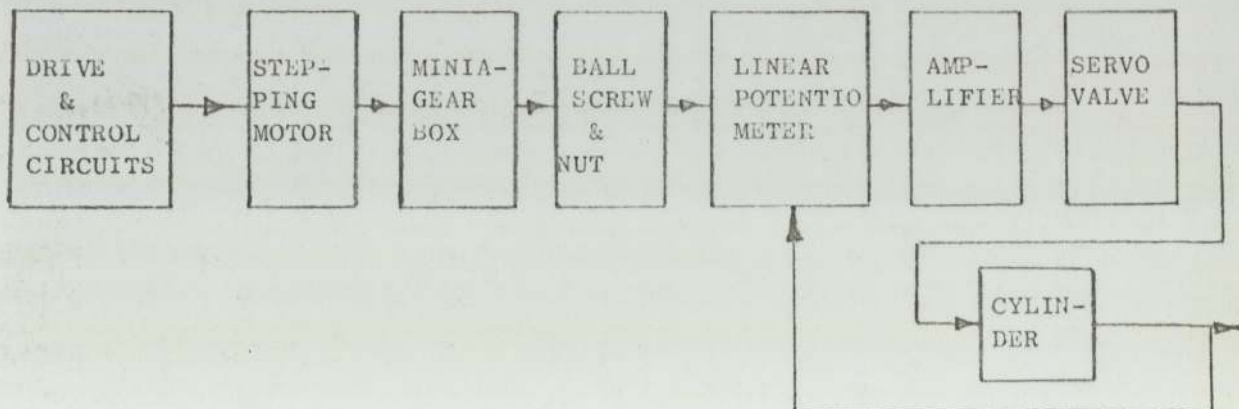 DRIVE
&
CONTROL
CIRCUITS
STEP-
PING
MOTOR
MINIA-
GEAR
BOX
BALL
SCREW
&
NUT
LINEAR
POTENTIO
METER
AMP-
LIFIER
SERVO
VALVE
CYLIN-
DER